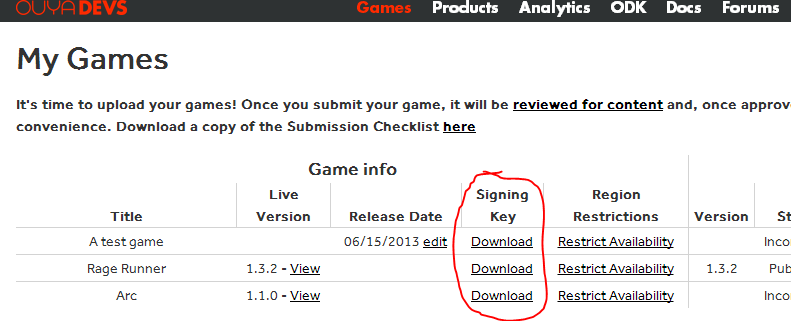 OUYA DEVS Games Products Analytics ODK Docs Forums
My Games
It's time to upload your games! Once you submit your game, it will be reviewed for content and, once approv
convenience. Download a copy of the Submission Checklist here
Game info
Live Signing Region
Title Version Release Date Key Restrictions Version St
A test game 06/15/2013 edit Download Restrict Availability Inco
Rage Runner 1.3.2 - View Download Restrict Availability 1.3.2 Pub
Arc 1.1.0 - View Download Restrict Availability Inco